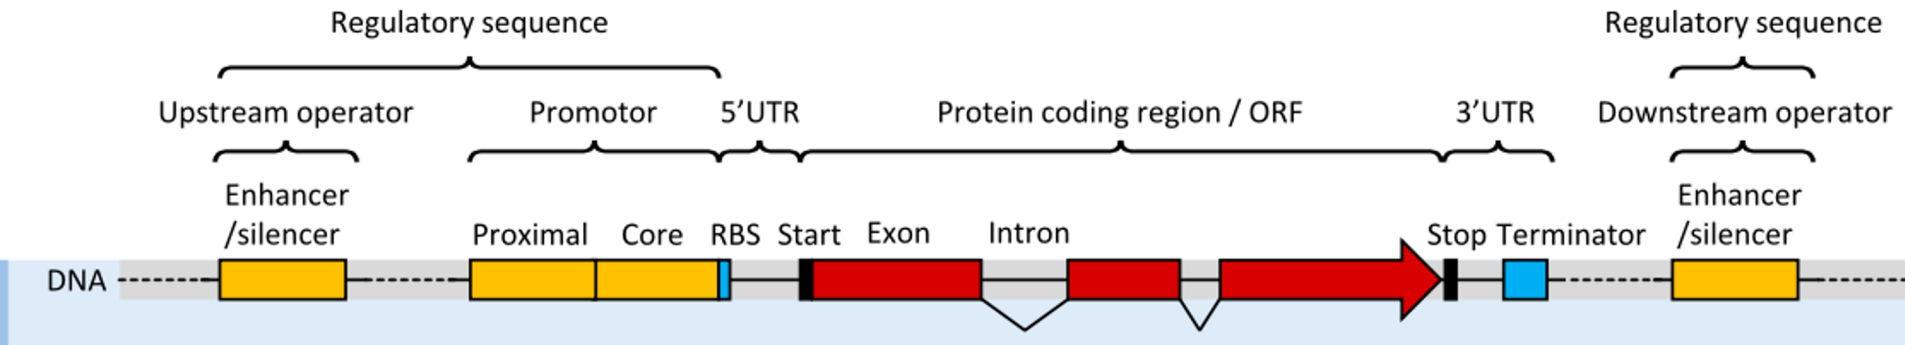 Regulatory sequence
Regulatory sequence
Upstream operator
Promotor
5’UTR
Protein coding region / ORF
3’UTR
Downstream operator
Enhancer
/silencer
Proximal
Core
RBS
Start
Exon
Intron
Stop
Terminator
Enhancer
/silencer
DNA